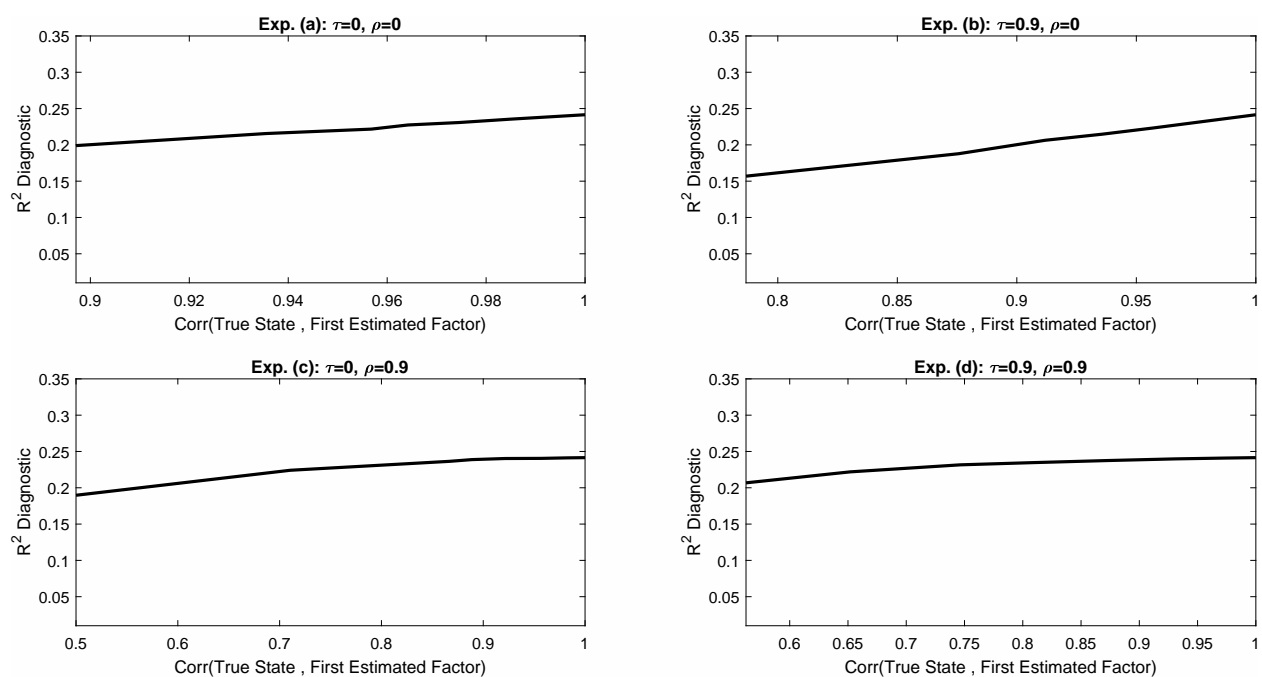 Exp. (a): τ=0, ρ=0
0.35
0.3
0.25
0.2
0.15
0.1
0.05
R² Diagnostic
0.9 0.92 0.94 0.96 0.98 1
Corr(True State , First Estimated Factor)
Exp. (b): τ=0.9, ρ=0
0.35
0.3
0.25
0.2
0.15
0.1
0.05
R² Diagnostic
0.8 0.85 0.9 0.95 1
Corr(True State , First Estimated Factor)
Exp. (c): τ=0, ρ=0.9
0.35
0.3
0.25
0.2
0.15
0.1
0.05
R² Diagnostic
0.5 0.6 0.7 0.8 0.9 1
Corr(True State , First Estimated Factor)
Exp. (d): τ=0.9, ρ=0.9
0.35
0.3
0.25
0.2
0.15
0.1
0.05
R² Diagnostic
0.6 0.65 0.7 0.75 0.8 0.85 0.9 0.95 1
Corr(True State , First Estimated Factor)